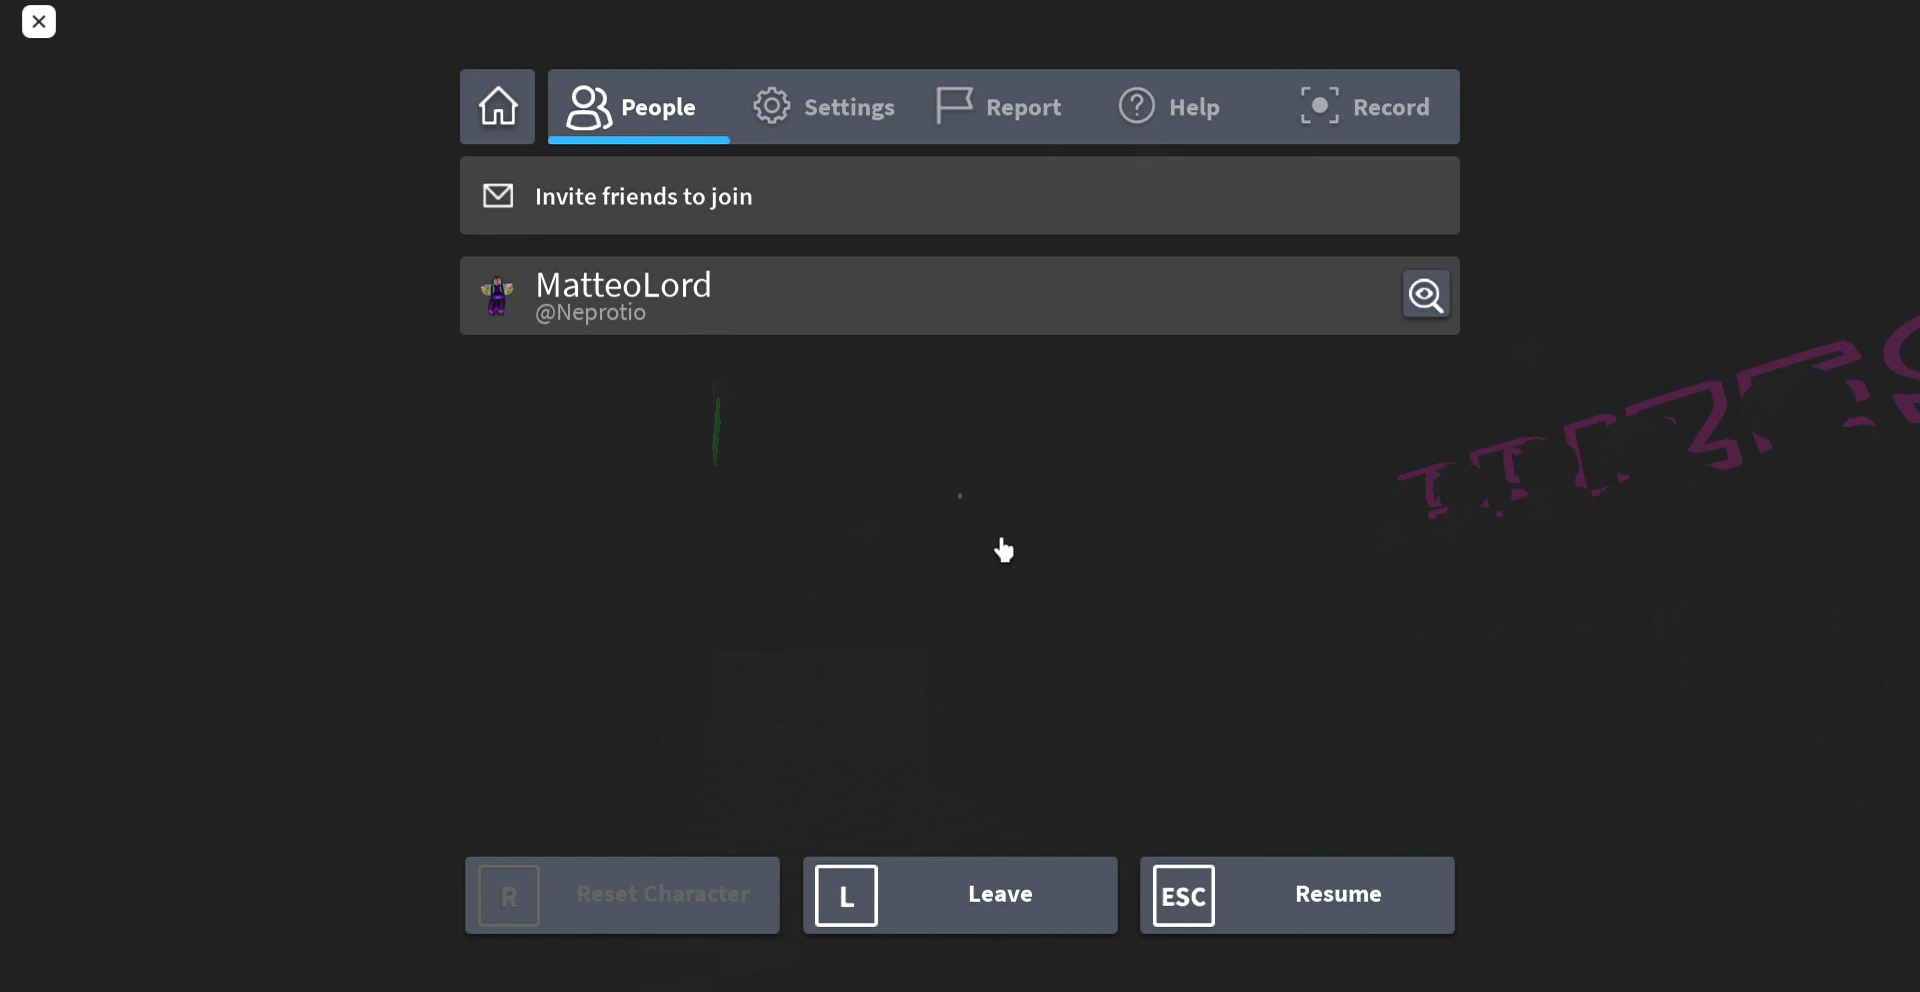 People Settings Report Help Record
Invite friends to join
MatteoLord
@Neprotio
R Reset Character L Leave ESC Resume